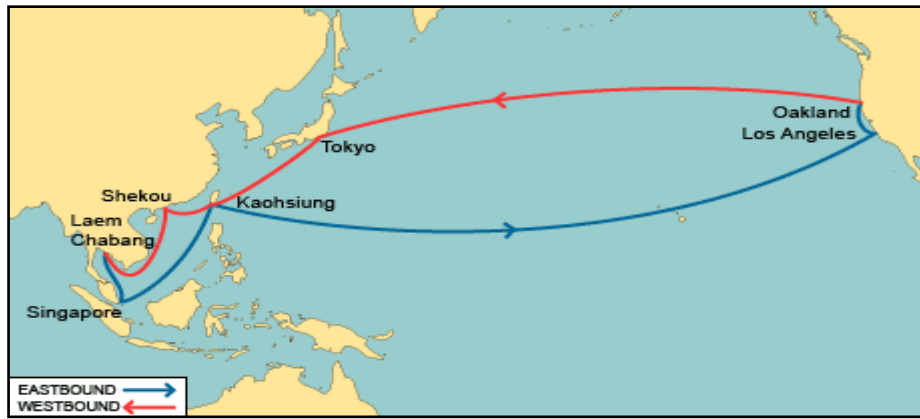 Oakland
Los Angeles
Tokyo
Shekou
Kaohsiung
Laem
Chabang
Singapore
EASTBOUND
WESTBOUND